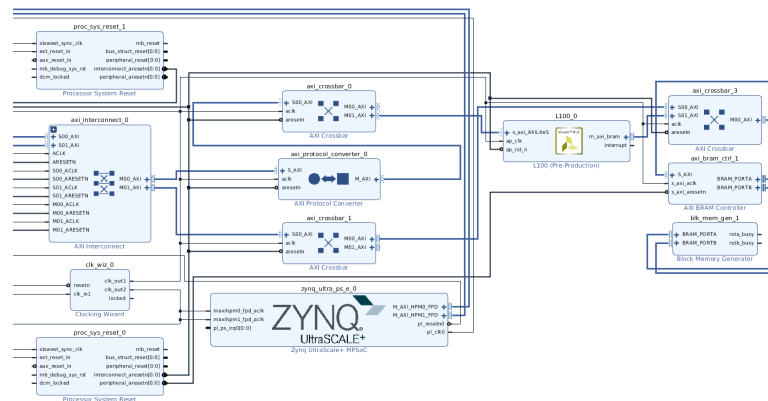 proc_sys_reset_1
slowest_sync_clk
ext_reset_in
aux_reset_in
mb_debug_sys_rst
dcm_locked
mb_reset
bus_struct_reset[0:0]
peripheral_reset[0:0]
interconnect_aresetn[0:0]
peripheral_aresetn[0:0]
Processor System Reset
axi_interconnect_0
S00_AXI
S01_AXI
ACLK
ARESETN
S00_ACLK
S00_ARESETN
S01_ACLK
S01_ARESETN
M00_ACLK
M00_ARESETN
M01_ACLK
M01_ARESETN
M00_AXI
M01_AXI
AXI Interconnect
clk_wiz_0
resetn
clk_in1
clk_out1
clk_out2
locked
Clocking Wizard
proc_sys_reset_0
slowest_sync_clk
ext_reset_in
aux_reset_in
mb_debug_sys_rst
dcm_locked
mb_reset
bus_struct_reset[0:0]
peripheral_reset[0:0]
interconnect_aresetn[0:0]
peripheral_aresetn[0:0]
Processor System Reset
axi_crossbar_0
S00_AXI
aclk
aresetn
M00_AXI
M01_AXI
AXI Crossbar
axi_protocol_converter_0
S_AXI
aclk
aresetn
M_AXI
AXI Protocol Converter
axi_crossbar_1
S00_AXI
aclk
aresetn
M00_AXI
M01_AXI
AXI Crossbar
zynq_ultra_ps_e_0
maxihpm0_fpd_aclk
maxihpm1_fpd_aclk
pl_ps_irq0[0:0]
ZYNQ
UltraSCALE+
M_AXI_HPM0_FPD
M_AXI_HPM1_FPD
pl_resetn0
pl_clk0
Zynq UltraScale+ MPSoC
L100_0
s_axi_AXILiteS
ap_clk
ap_rst_n
m_axi_bram
interrupt
L100 (Pre-Production)
axi_crossbar_3
S00_AXI
S01_AXI
aclk
aresetn
M00_AXI
AXI Crossbar
axi_bram_ctrl_1
S_AXI
s_axi_aclk
s_axi_aresetn
BRAM_PORTA
BRAM_PORTB
AXI BRAM Controller
blk_mem_gen_1
BRAM_PORTA
BRAM_PORTB
rsta_busy
rstb_busy
Block Memory Generator